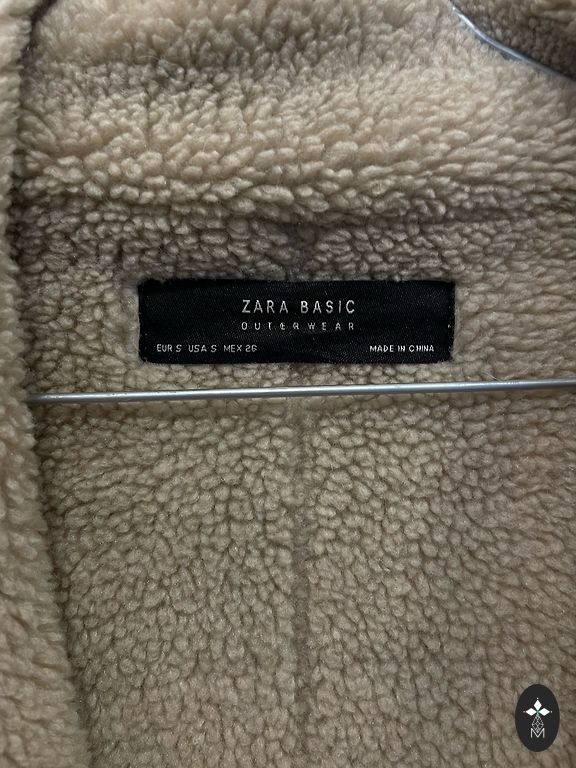 ZARA BASIC
OUTERWEAR
EUR S USA S MEX 26 MADE IN CHINA